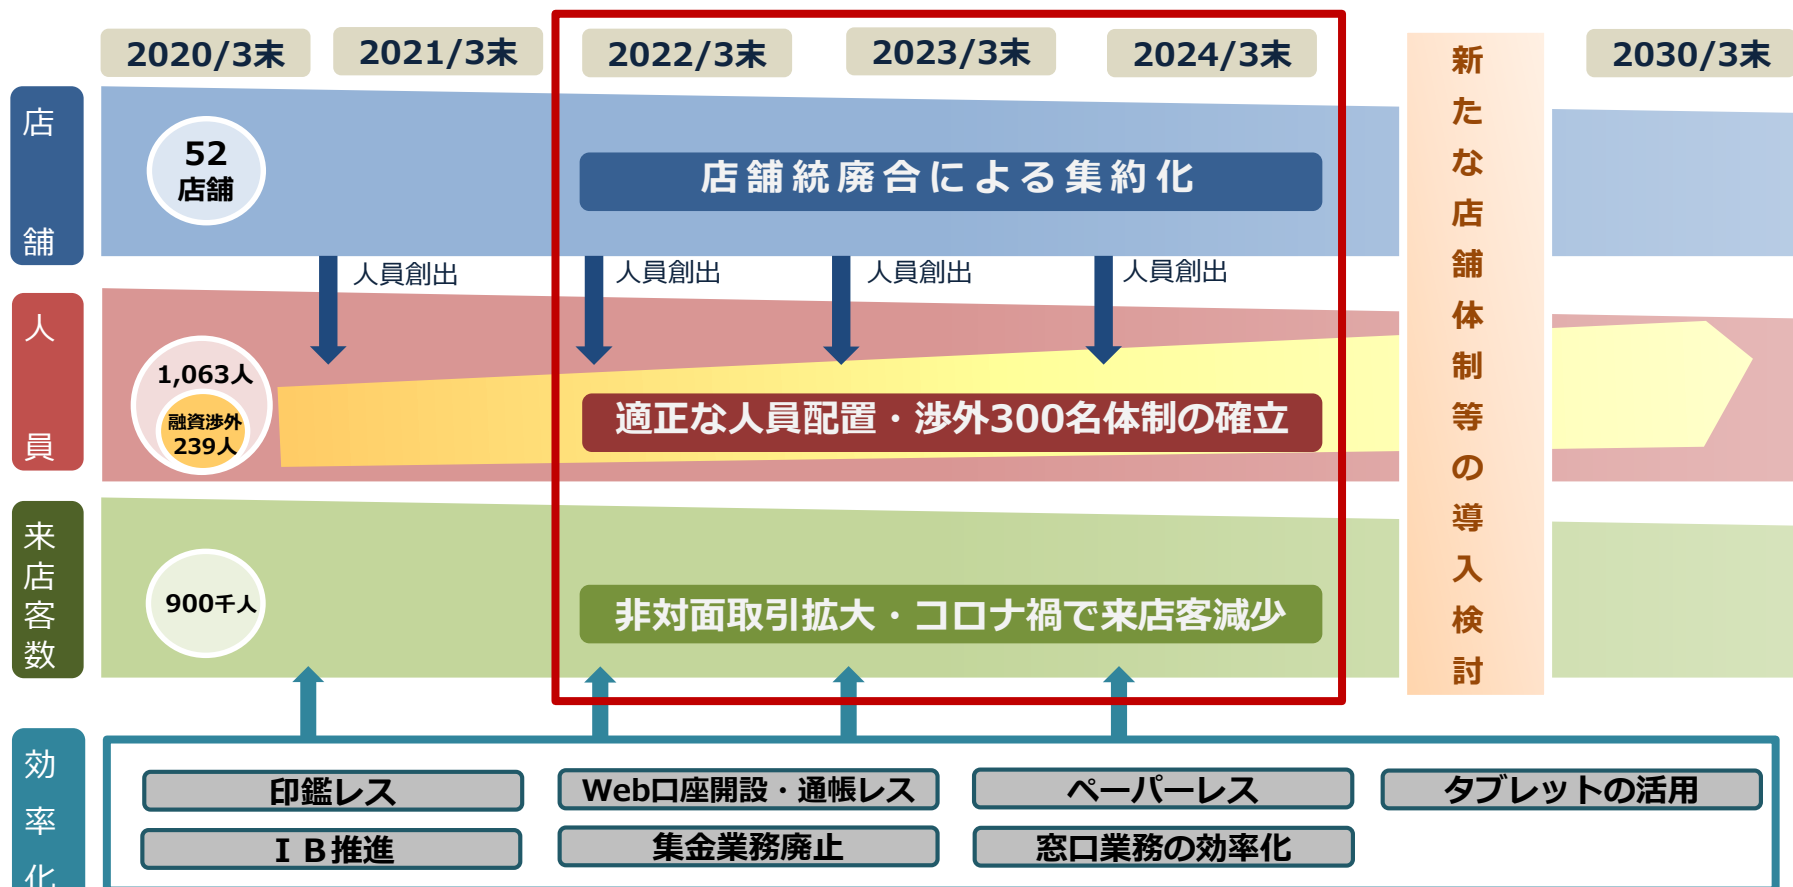 2020/3末
2021/3末
2022/3末
2023/3末
2024/3末
2030/3末
店舗
52
店舗
店舗統廃合による集約化
人員創出
人員創出
人員創出
人員創出
人員
1,063人
融資渉外
239人
適正な人員配置・渉外300名体制の確立
来店客数
900千人
非対面取引拡大・コロナ禍で来店客減少
新たな店舗体制等の導入検討
効率化
印鑑レス
Web口座開設・通帳レス
ペーパーレス
タブレットの活用
ＩＢ推進
集金業務廃止
窓口業務の効率化